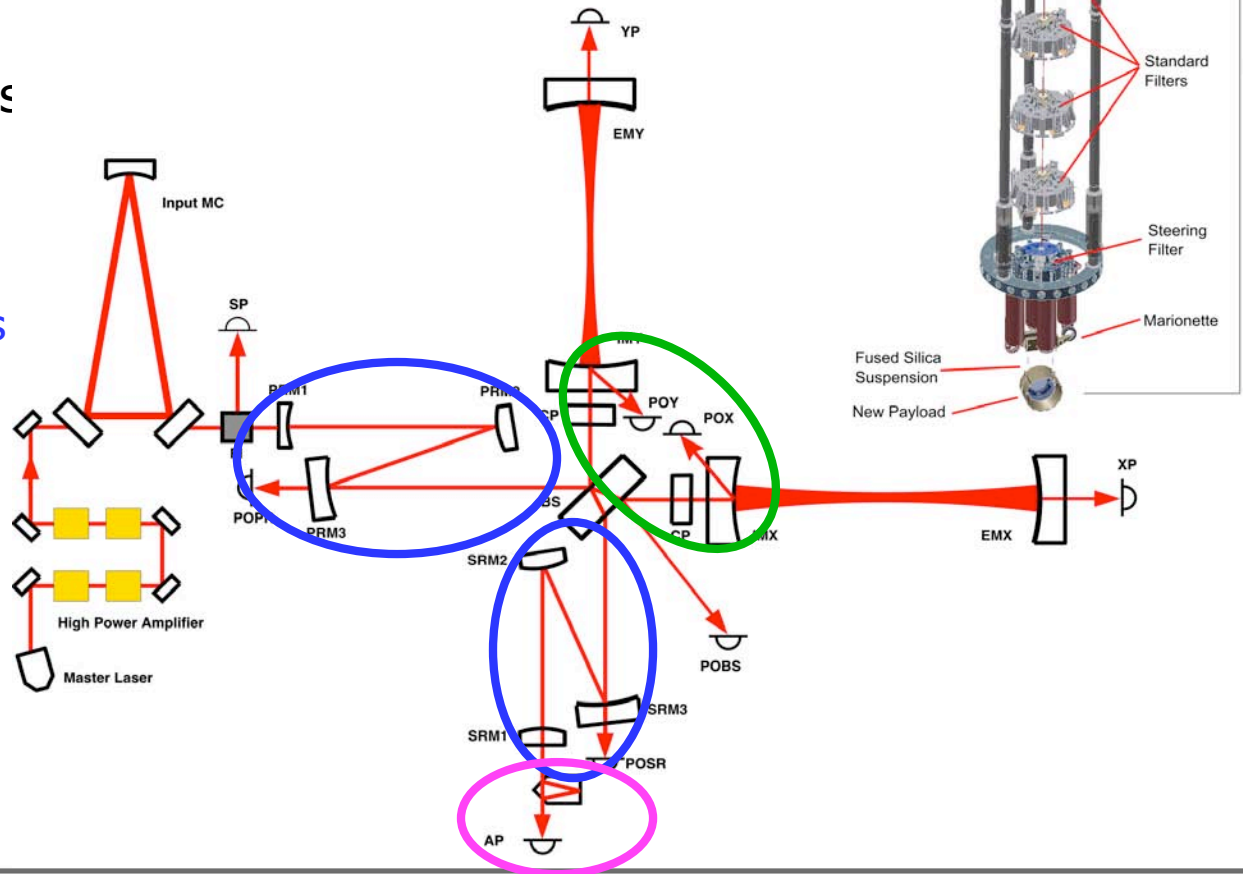 s
YP
Standard
Filters
EMY
Input MC
Steering
Filter
SP
s
Marionette
Fused Silica
Suspension
New Payload
POY
POX
XP
BS
CP
EMX
SRM2
High Power Amplifier
POBS
Master Laser
SRM3
SRM1
POSR
AP
PRM3